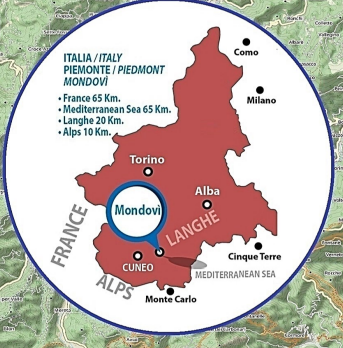 ITALIA / ITALY
PIEMONTE / PIEDMONT
MONDOVÌ
• France 65 Km.
• Mediterranean Sea 65 Km.
• Langhe 20 Km.
• Alps 10 Km.
Como
Milano
Torino
Alba
Mondovì
LANGHE
FRANCE
CUNEO
Cinque Terre
MEDITERRANEAN SEA
ALPS
Monte Carlo